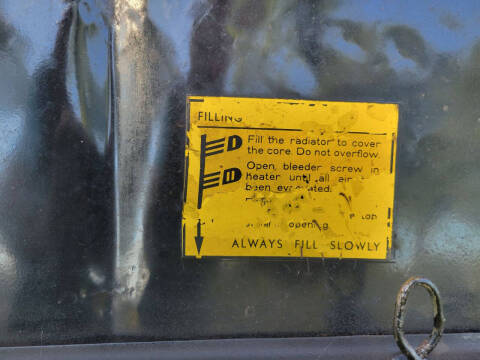 FILLING
Fill the radiator to cover
the core. Do not overflow.
Open bleeder screw in
heater until all air
been evacuated.
opening
ALWAYS FILL SLOWLY